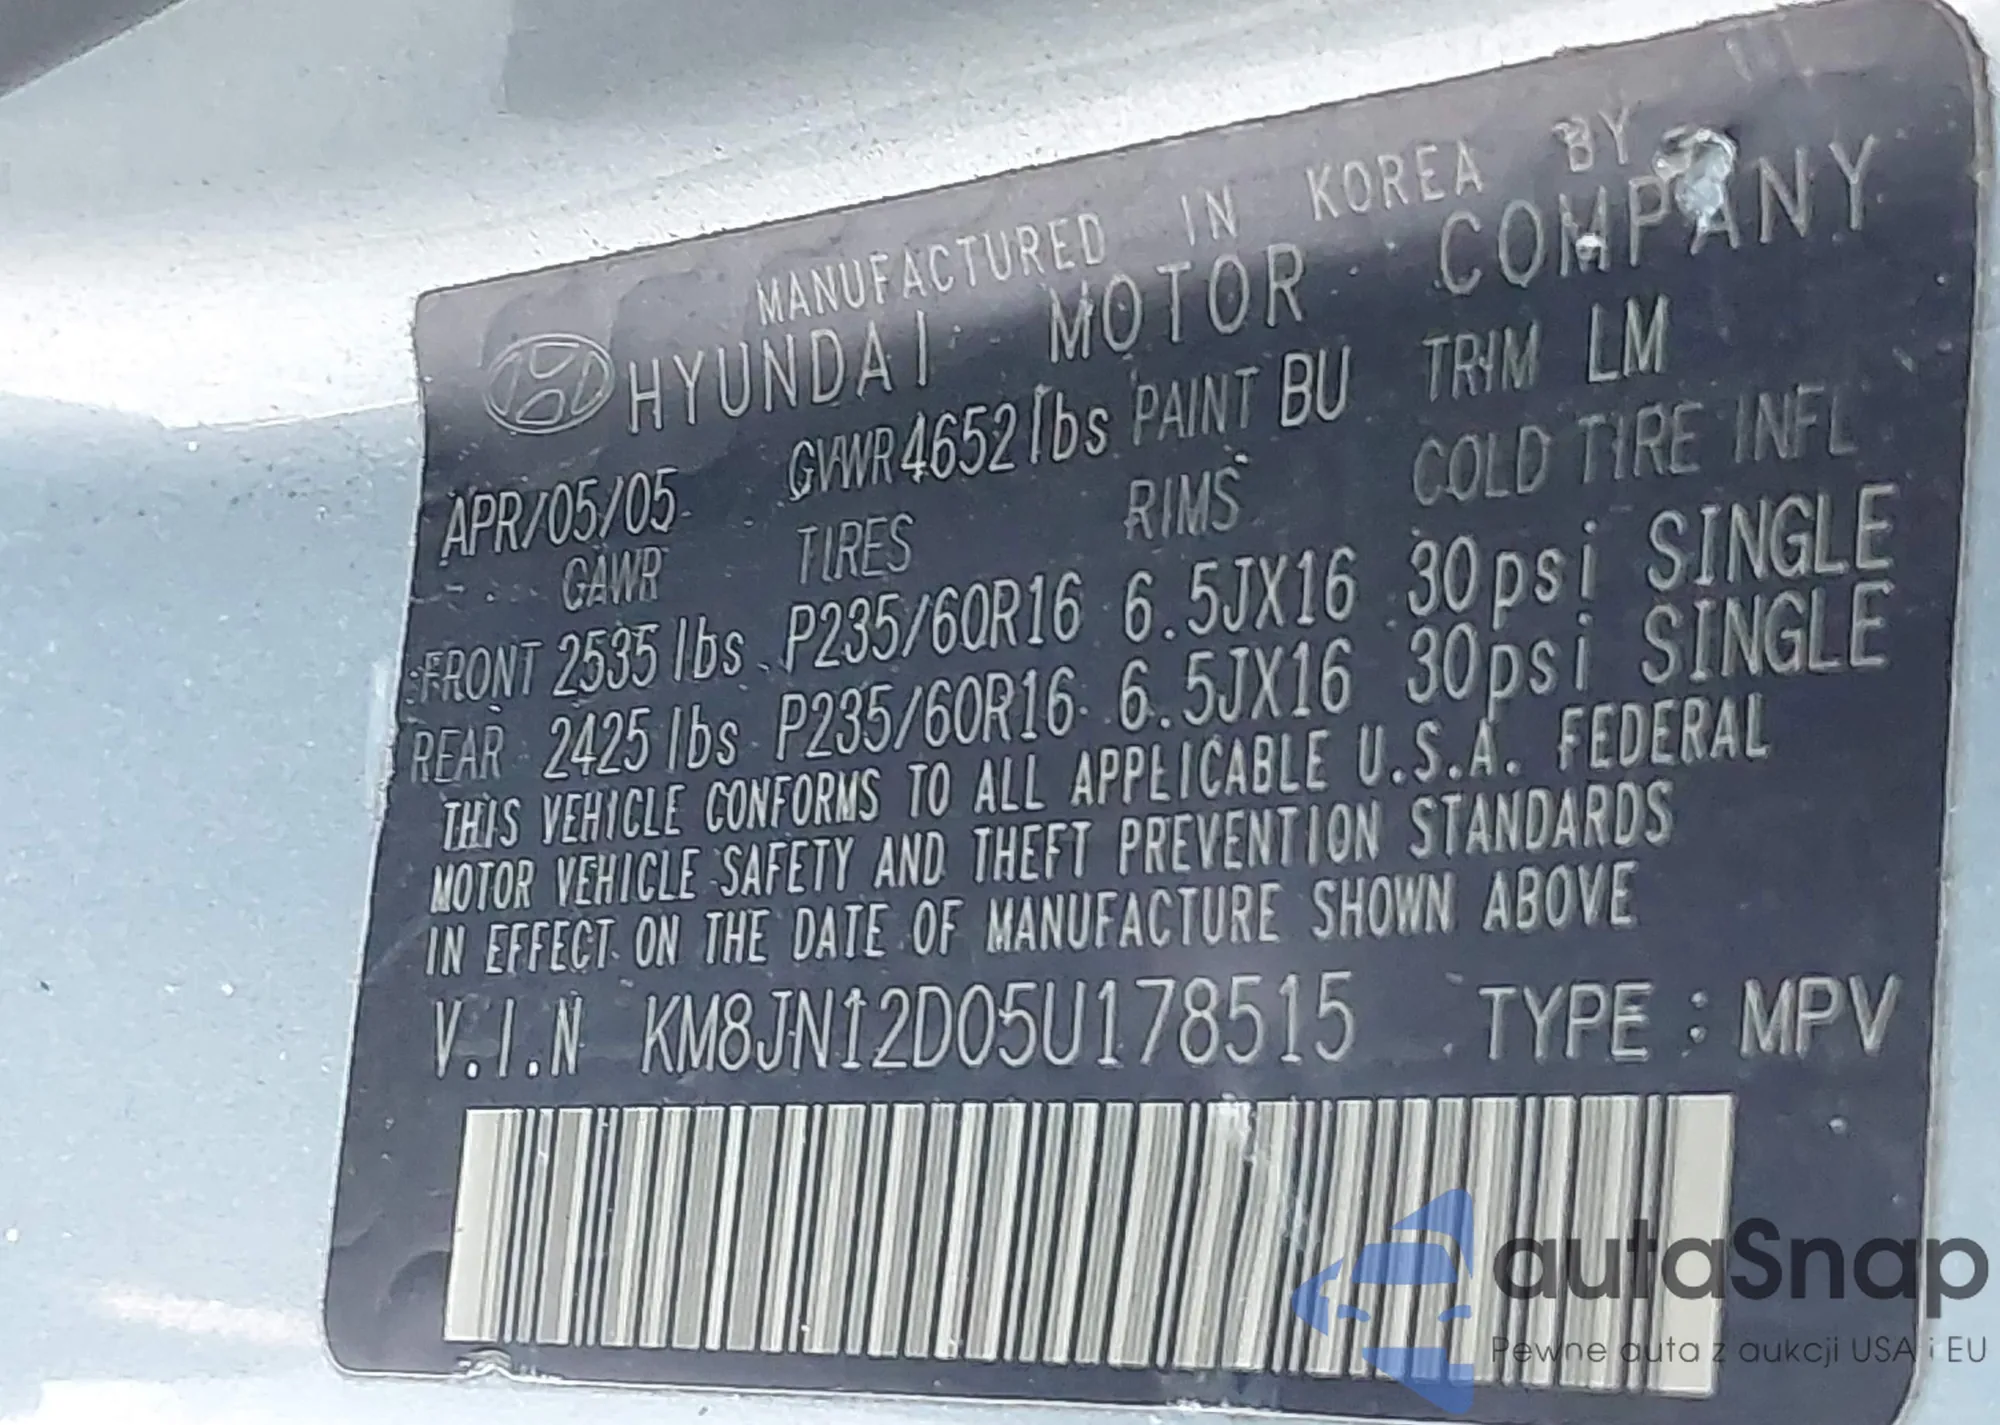 MANUFACTURED IN KOREA BY
HYUNDAI MOTOR COMPANY
APR/05/05 GVWR 4652 lbs PAINT BU TRIM LM
GAWR TIRES RIMS COLD TIRE INFL
FRONT 2535 lbs P235/60R16 6.5JX16 30psi SINGLE
REAR 2425 lbs P235/60R16 6.5JX16 30psi SINGLE
THIS VEHICLE CONFORMS TO ALL APPLICABLE U.S.A. FEDERAL
MOTOR VEHICLE SAFETY AND THEFT PREVENTION STANDARDS
IN EFFECT ON THE DATE OF MANUFACTURE SHOWN ABOVE
V.I.N KM8JN12D05U178515 TYPE : MPV
autaSnap
Pewne auta z aukcji USA i EU